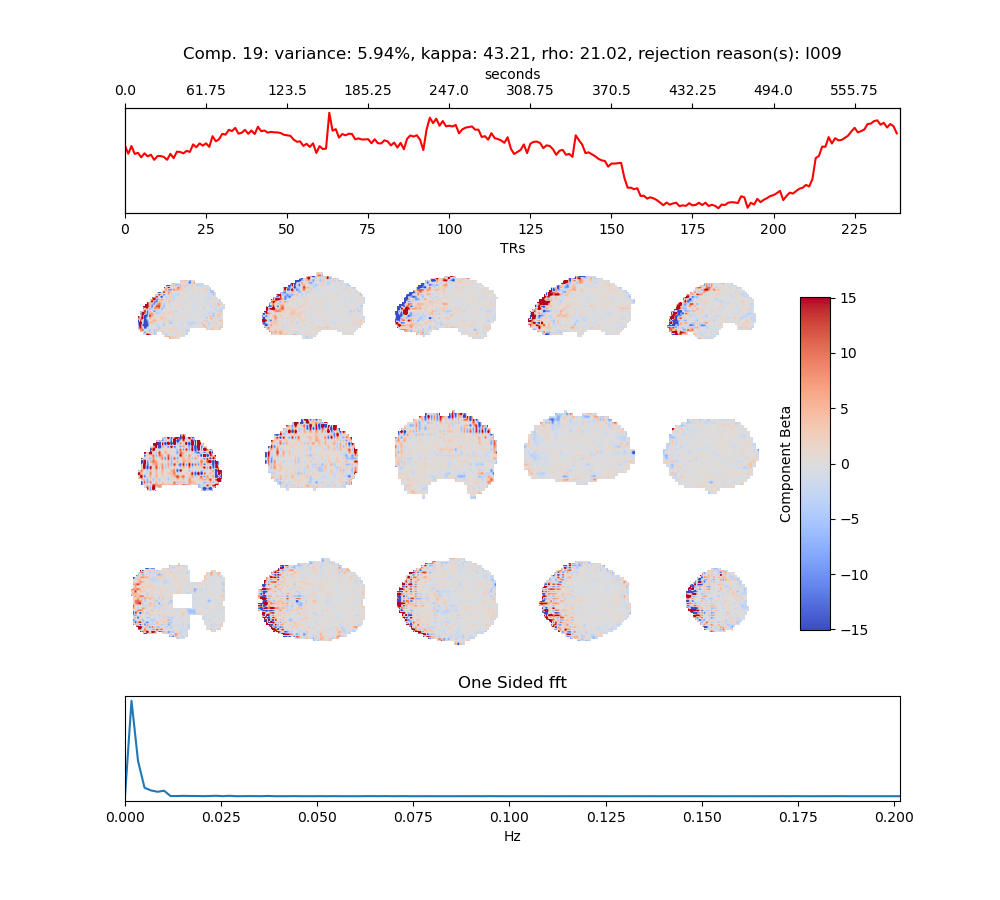 Comp. 19: variance: 5.94%, kappa: 43.21, rho: 21.02, rejection reason(s): I009
seconds
0.0 61.75 123.5 185.25 247.0 308.75 370.5 432.25 494.0 555.75
0 25 50 75 100 125 150 175 200 225
TRs
15
10
5
0
−5
−10
−15
Component Beta
One Sided fft
0.000 0.025 0.050 0.075 0.100 0.125 0.150 0.175 0.200
Hz